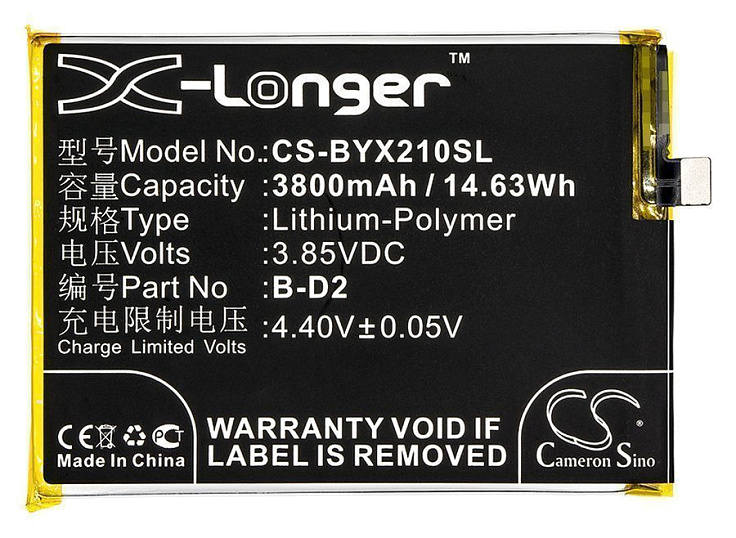 X-Longer™
型号Model No.:CS-BYX210SL
容量Capacity :3800mAh / 14.63Wh
规格Type :Lithium-Polymer
电压Volts :3.85VDC
编号Part No :B-D2
充电限制电压 :4.40V±0.05V
Charge Limited Volts
CE PCT
Made In China
WARRANTY VOID IF
LABEL IS REMOVED
CS ®
Cameron Sino